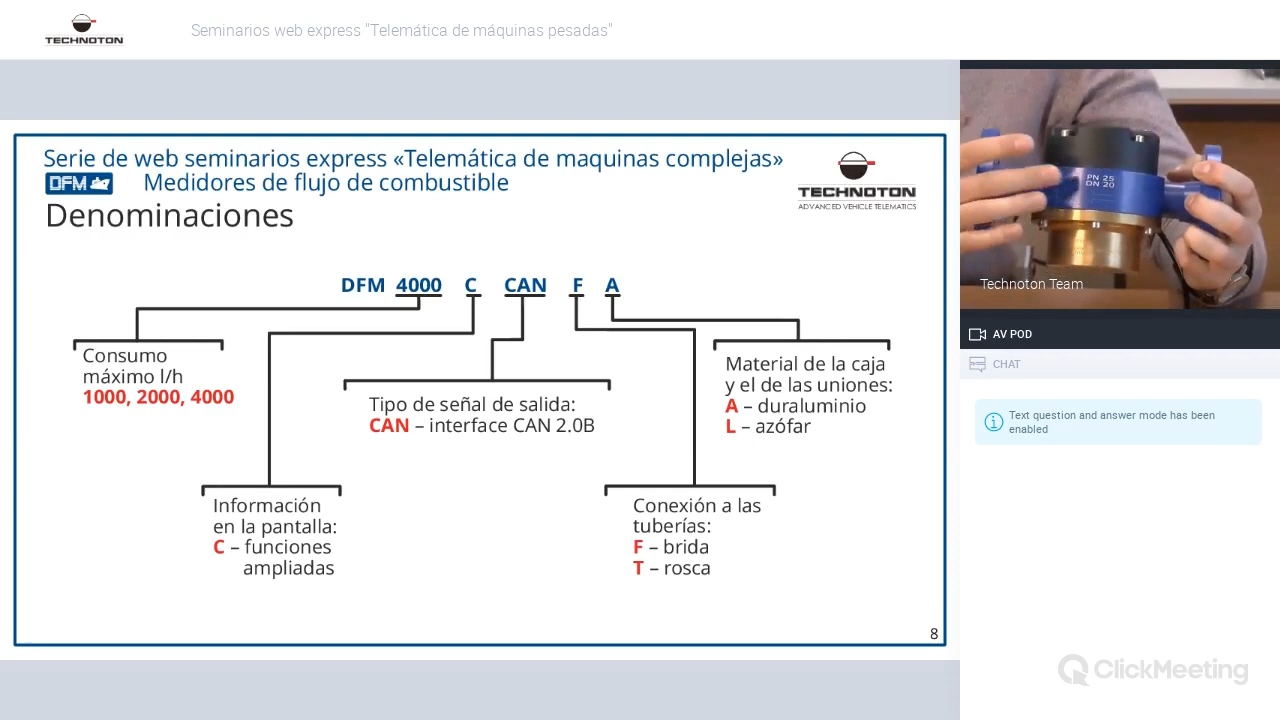 TECHNOTON
Seminarios web express "Telemática de máquinas pesadas"
Serie de web seminarios express «Telemática de maquinas complejas»
DFM Medidores de flujo de combustible
Denominaciones
TECHNOTON
ADVANCED VEHICLE TELEMATICS
DFM 4000 C CAN F A
Consumo
máximo l/h
1000, 2000, 4000
Tipo de señal de salida:
CAN – interface CAN 2.0B
Material de la caja
y el de las uniones:
A – duraluminio
L – azófar
Información
en la pantalla:
C – funciones
ampliadas
Conexión a las
tuberías:
F – brida
T – rosca
8
PN 25
DN 20
Technoton Team
AV POD
CHAT
Text question and answer mode has been
enabled
ClickMeeting